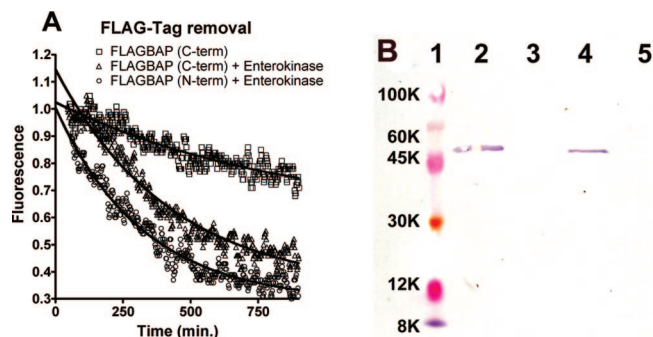 A FLAG-Tag removal
FLAGBAP (C-term)
FLAGBAP (C-term) + Enterokinase
FLAGBAP (N-term) + Enterokinase
1.2
1.1
1.0
0.9
0.8
0.7
0.6
0.5
0.4
0.3
Fluorescence
0 250 500 750
Time (min.)
B 1 2 3 4 5
100K
60K
45K
30K
12K
8K